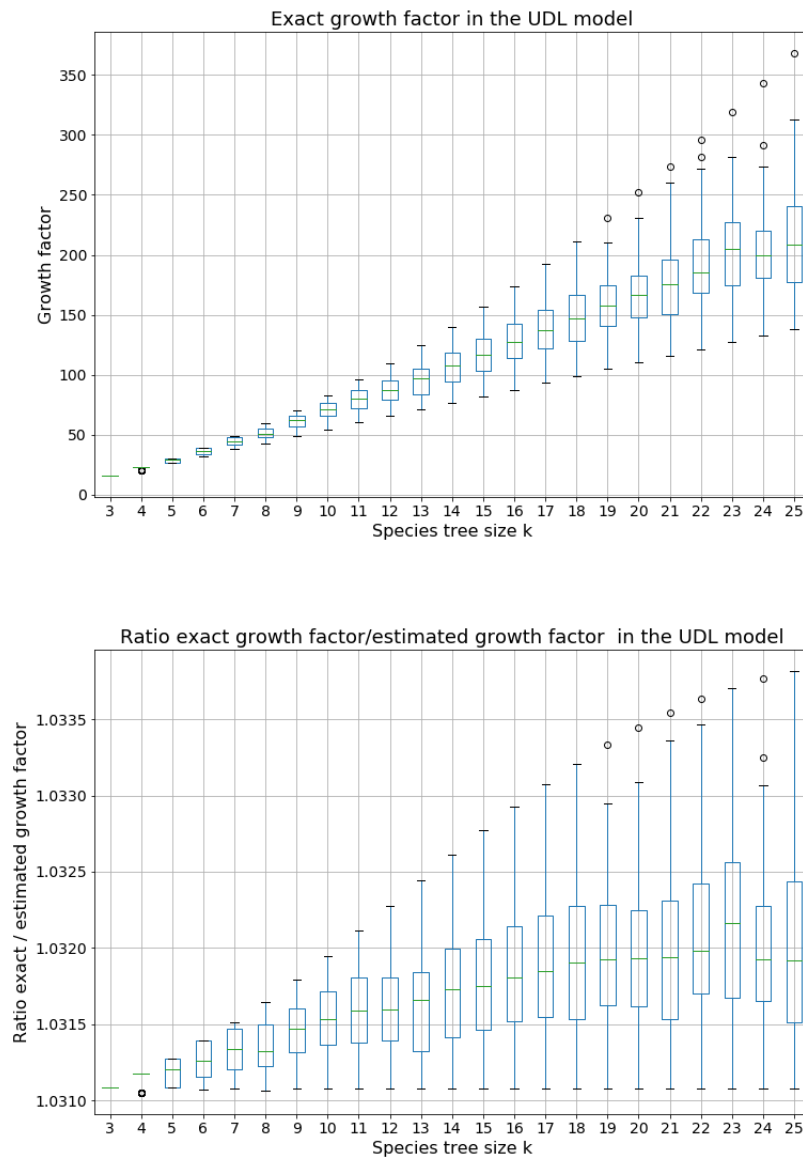 Exact growth factor in the UDL model
Growth factor
350
300
250
200
150
100
50
0
3 4 5 6 7 8 9 10 11 12 13 14 15 16 17 18 19 20 21 22 23 24 25
Species tree size k
Ratio exact growth factor/estimated growth factor in the UDL model
Ratio exact / estimated growth factor
1.0335
1.0330
1.0325
1.0320
1.0315
1.0310
3 4 5 6 7 8 9 10 11 12 13 14 15 16 17 18 19 20 21 22 23 24 25
Species tree size k